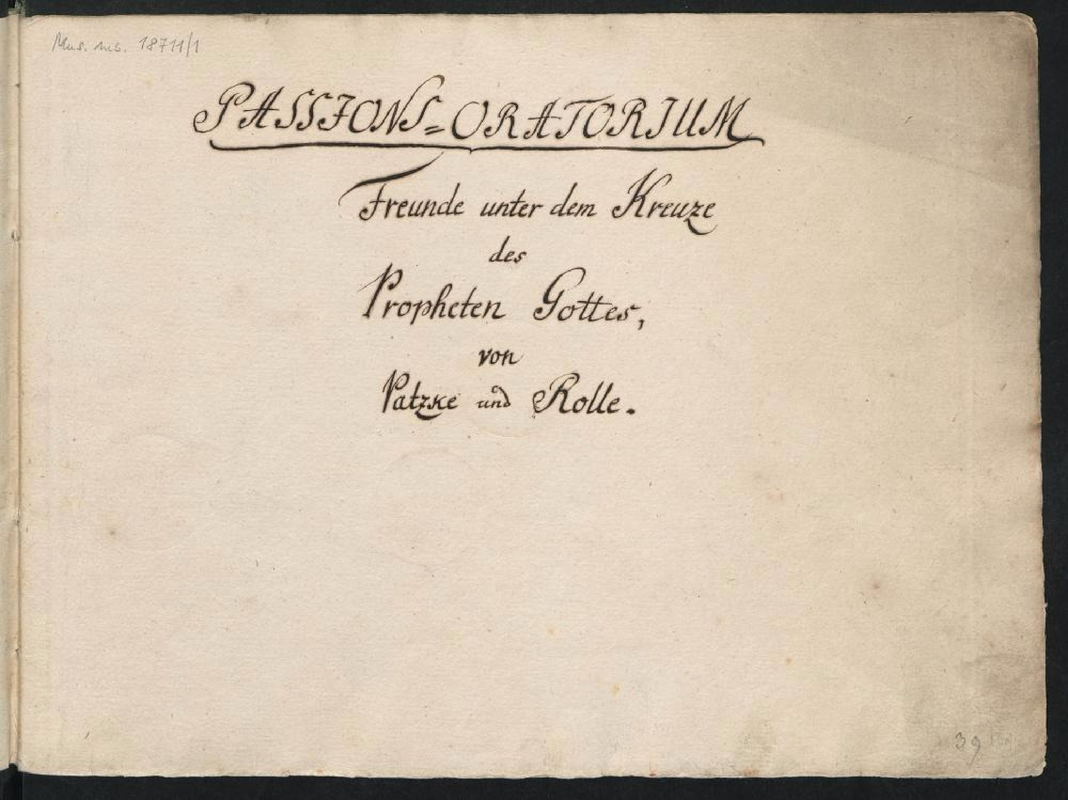 Mus. ms. 18711/1
PASSIONS=ORATORIUM
Freunde unter dem Kreuze
des
Propheten Gottes,
von
Patzke und Rolle.
39